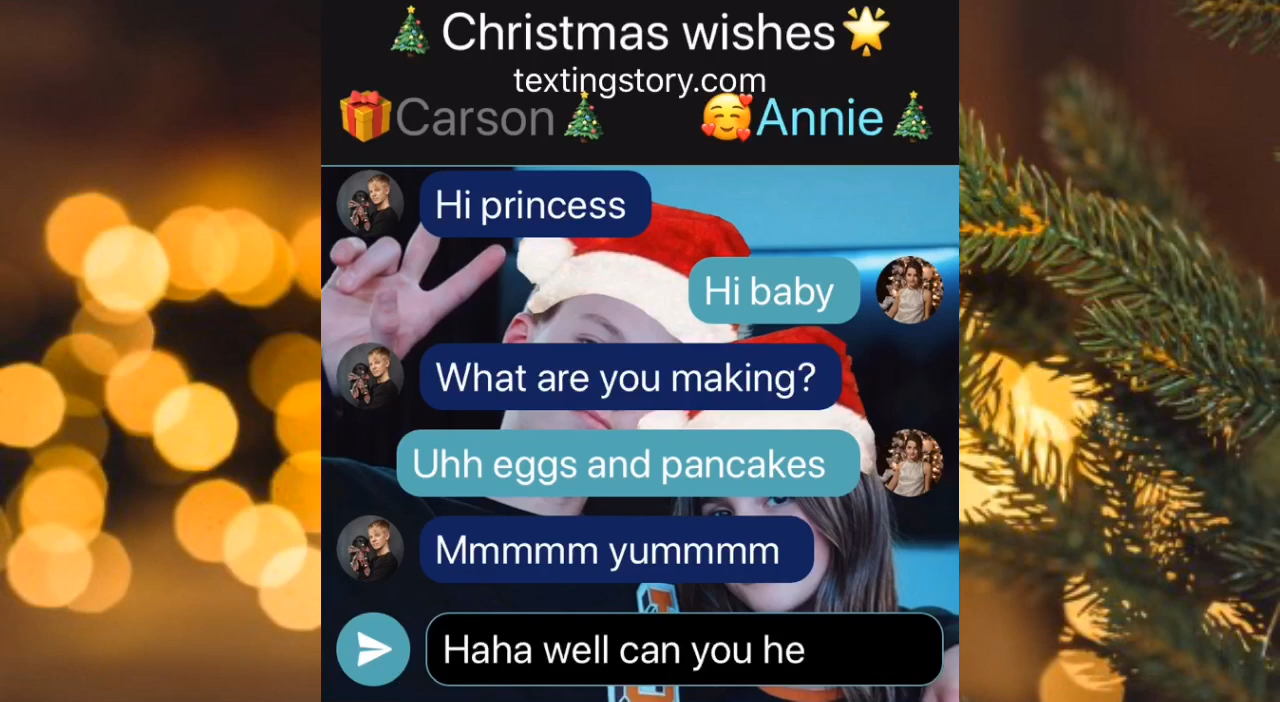 🎄Christmas wishes🌟
textingstory.com
🎁Carson🎄 🥰Annie🎄
Hi princess
Hi baby
What are you making?
Uhh eggs and pancakes
Mmmmm yummmm
Haha well can you he